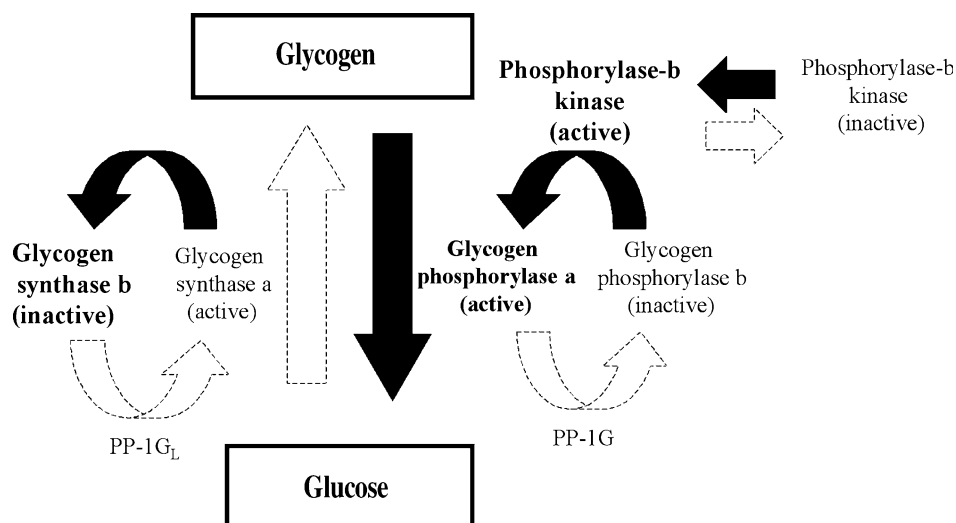 Glycogen
Phosphorylase-b
kinase
(active)
Phosphorylase-b
kinase
(inactive)
Glycogen
synthase b
(inactive)
Glycogen
synthase a
(active)
Glycogen
phosphorylase a
(active)
Glycogen
phosphorylase b
(inactive)
PP-1GL
PP-1G
Glucose